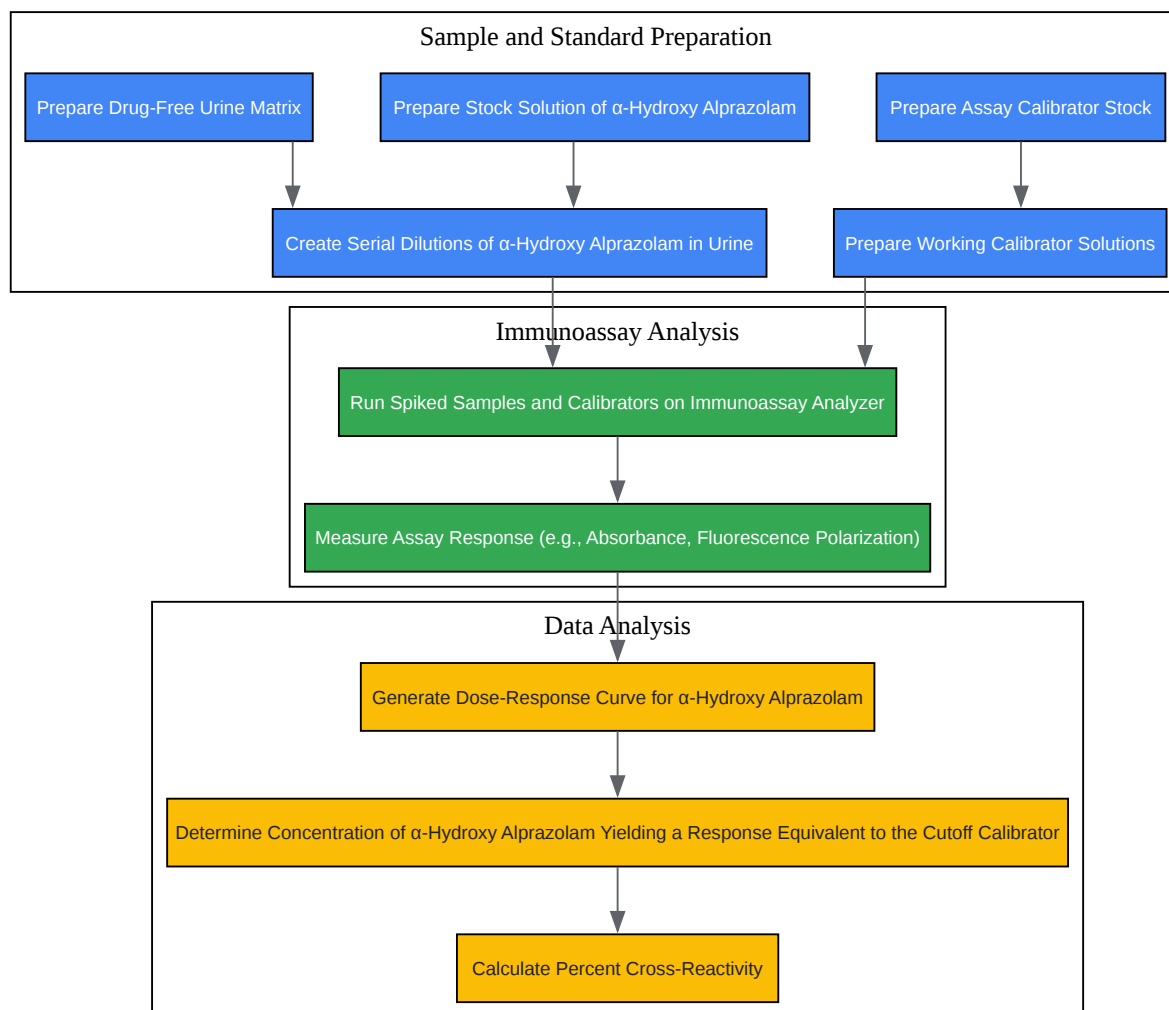 Sample and Standard Preparation
Prepare Drug-Free Urine Matrix
Prepare Stock Solution of α-Hydroxy Alprazolam
Prepare Assay Calibrator Stock
Create Serial Dilutions of α-Hydroxy Alprazolam in Urine
Prepare Working Calibrator Solutions
Immunoassay Analysis
Run Spiked Samples and Calibrators on Immunoassay Analyzer
Measure Assay Response (e.g., Absorbance, Fluorescence Polarization)
Data Analysis
Generate Dose-Response Curve for α-Hydroxy Alprazolam
Determine Concentration of α-Hydroxy Alprazolam Yielding a Response Equivalent to the Cutoff Calibrator
Calculate Percent Cross-Reactivity